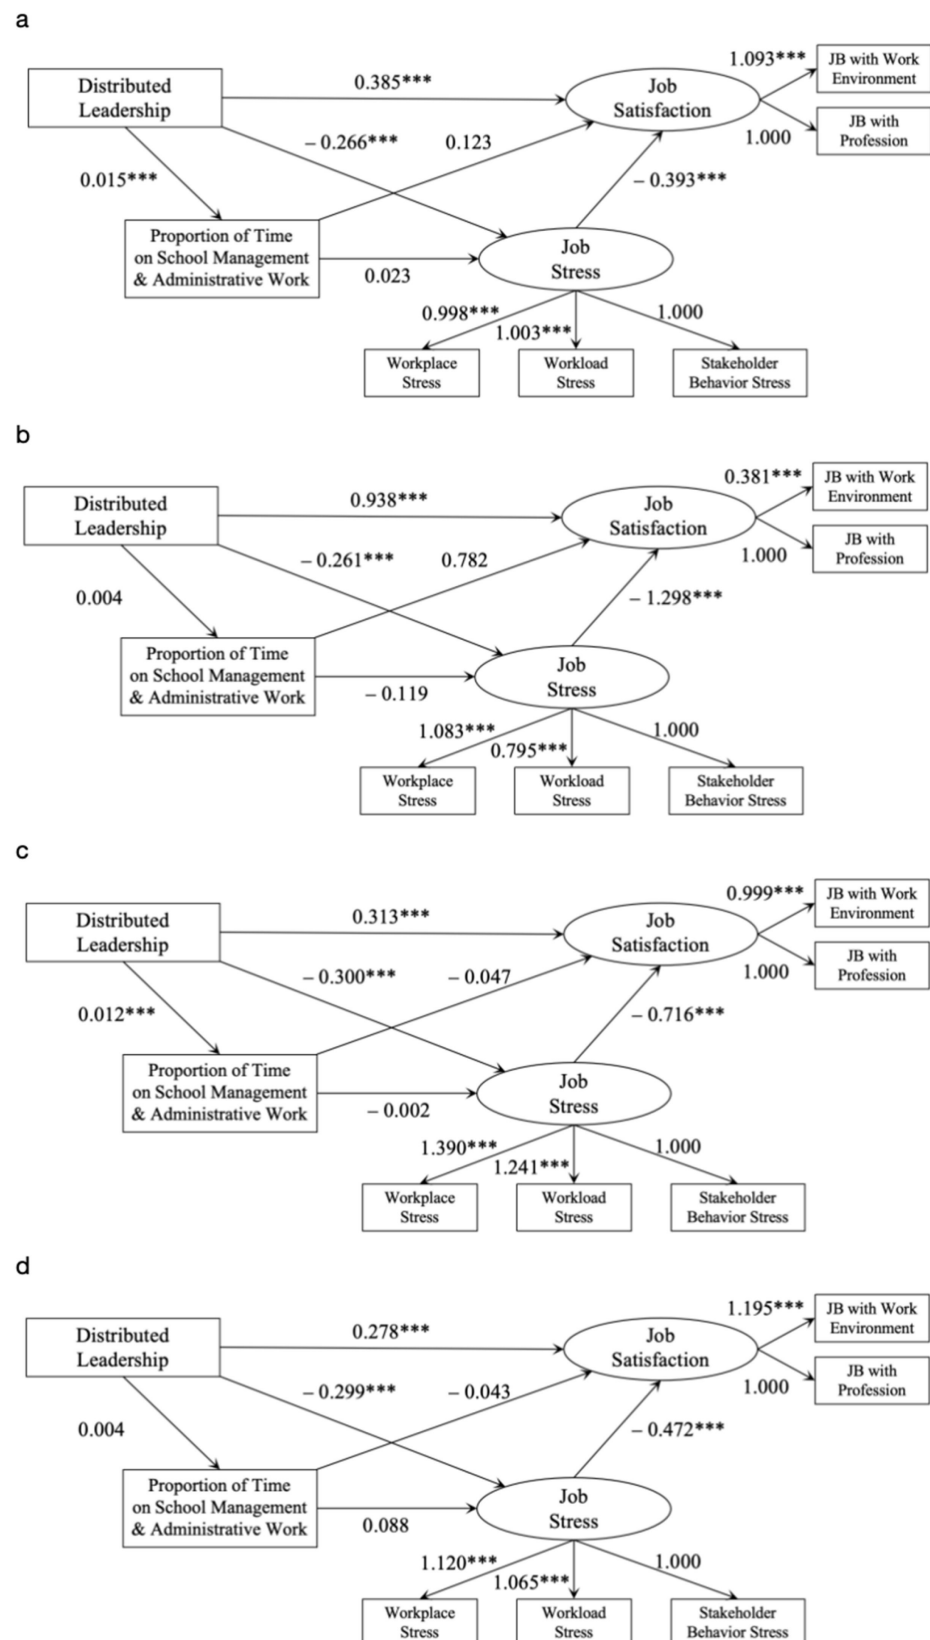 a
Distributed
Leadership
0.385***
Job
Satisfaction
1.093***
JB with Work
Environment
1.000
JB with
Profession
– 0.266***
0.123
– 0.393***
0.015***
Proportion of Time
on School Management
& Administrative Work
0.023
Job
Stress
0.998***
1.003***
1.000
Workplace
Stress
Workload
Stress
Stakeholder
Behavior Stress
b
Distributed
Leadership
0.938***
Job
Satisfaction
0.381***
JB with Work
Environment
1.000
JB with
Profession
– 0.261***
0.782
– 1.298***
0.004
Proportion of Time
on School Management
& Administrative Work
– 0.119
Job
Stress
1.083***
0.795***
1.000
Workplace
Stress
Workload
Stress
Stakeholder
Behavior Stress
c
Distributed
Leadership
0.313***
Job
Satisfaction
0.999***
JB with Work
Environment
1.000
JB with
Profession
– 0.300***
– 0.047
– 0.716***
0.012***
Proportion of Time
on School Management
& Administrative Work
– 0.002
Job
Stress
1.390***
1.241***
1.000
Workplace
Stress
Workload
Stress
Stakeholder
Behavior Stress
d
Distributed
Leadership
0.278***
Job
Satisfaction
1.195***
JB with Work
Environment
1.000
JB with
Profession
– 0.299***
– 0.043
– 0.472***
0.004
Proportion of Time
on School Management
& Administrative Work
0.088
Job
Stress
1.120***
1.065***
1.000
Workplace
Stress
Workload
Stress
Stakeholder
Behavior Stress